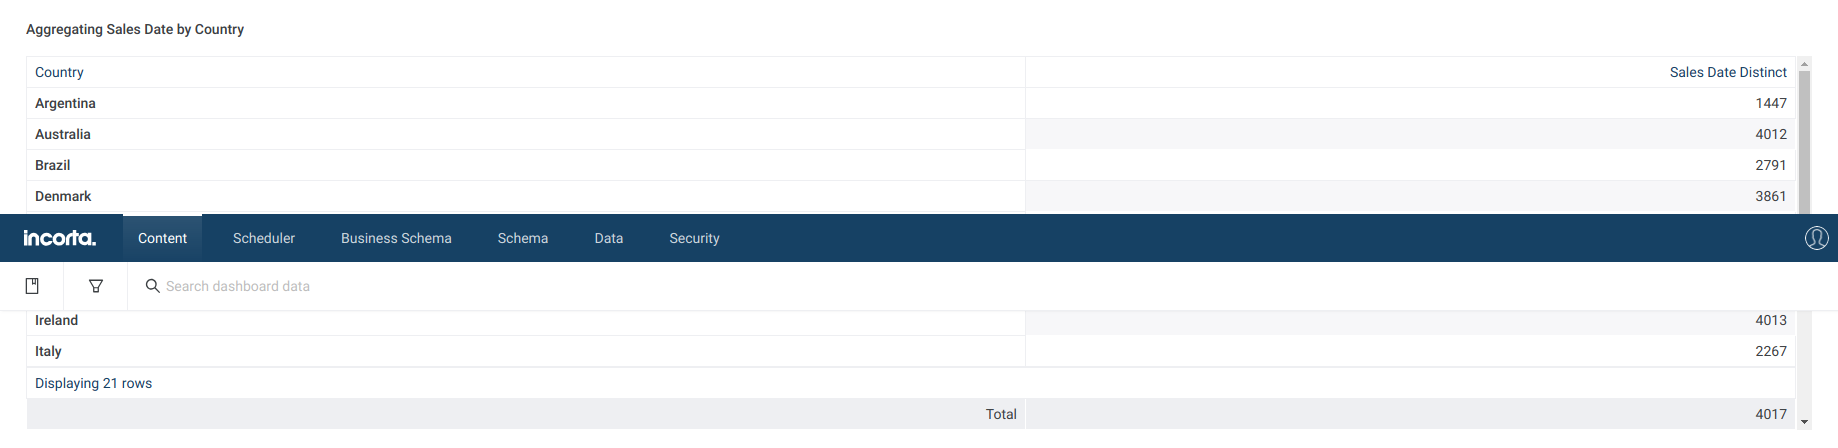 Aggregating Sales Date by Country
Country Sales Date Distinct
Argentina 1447
Australia 4012
Brazil 2791
Denmark 3861
incorta. Content Scheduler Business Schema Schema Data Security
Search dashboard data
Ireland 4013
Italy 2267
Displaying 21 rows
Total 4017